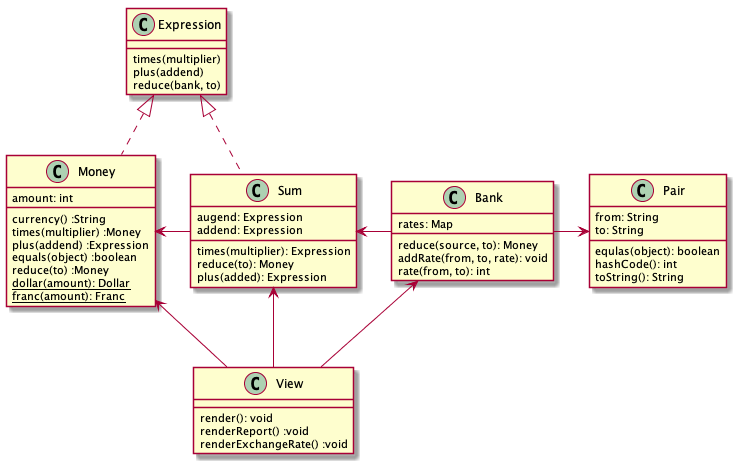 C Expression
times(multiplier)
plus(addend)
reduce(bank, to)
C Money
amount: int
currency() :String
times(multiplier) :Money
plus(addend) :Expression
equals(object) :boolean
reduce(to) :Money
dollar(amount): Dollar
franc(amount): Franc
C Sum
augend: Expression
addend: Expression
times(multiplier): Expression
reduce(to): Money
plus(added): Expression
C Bank
rates: Map
reduce(source, to): Money
addRate(from, to, rate): void
rate(from, to): int
C Pair
from: String
to: String
equlas(object): boolean
hashCode(): int
toString(): String
C View
render(): void
renderReport() :void
renderExchangeRate() :void